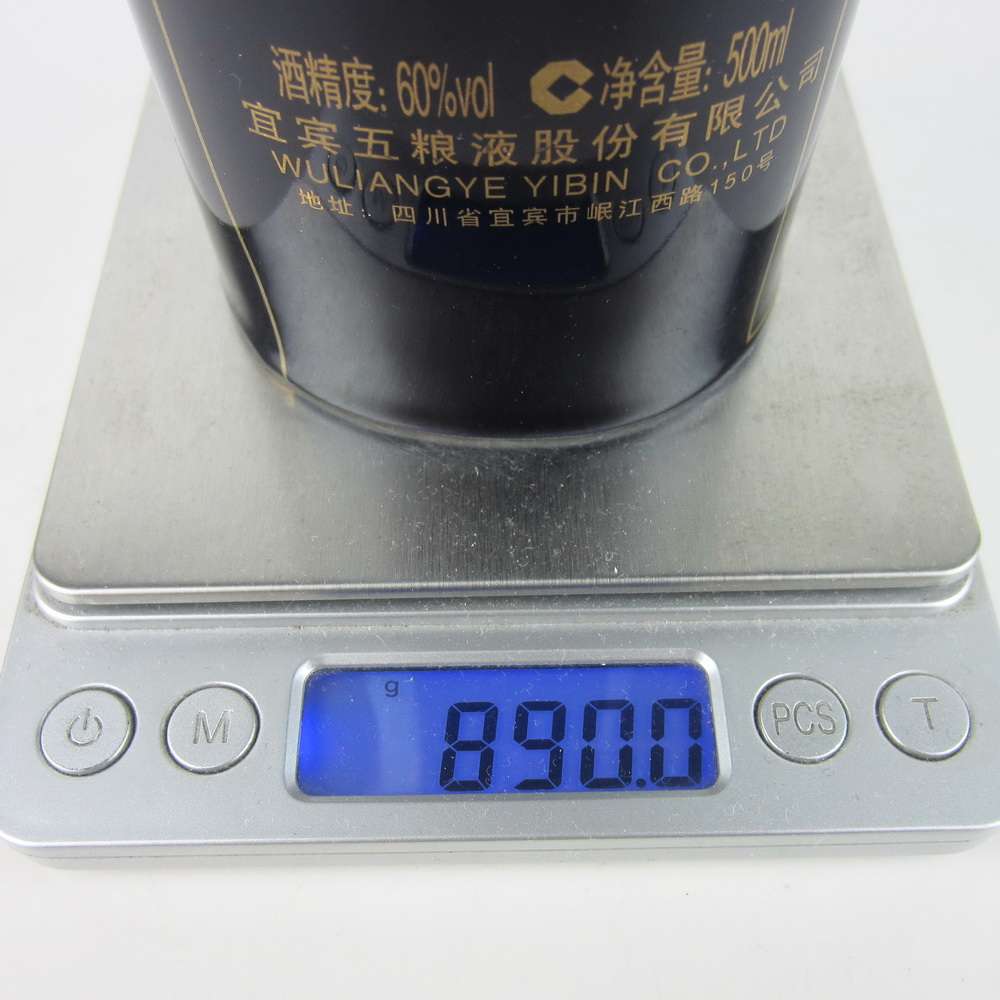 酒精度: 60%vol C 净含量: 500ml
宜宾五粮液股份有限公司
WULIANGYE YIBIN CO.,LTD
地址: 四川省宜宾市岷江西路150号
g
890.0
M
PCS
T